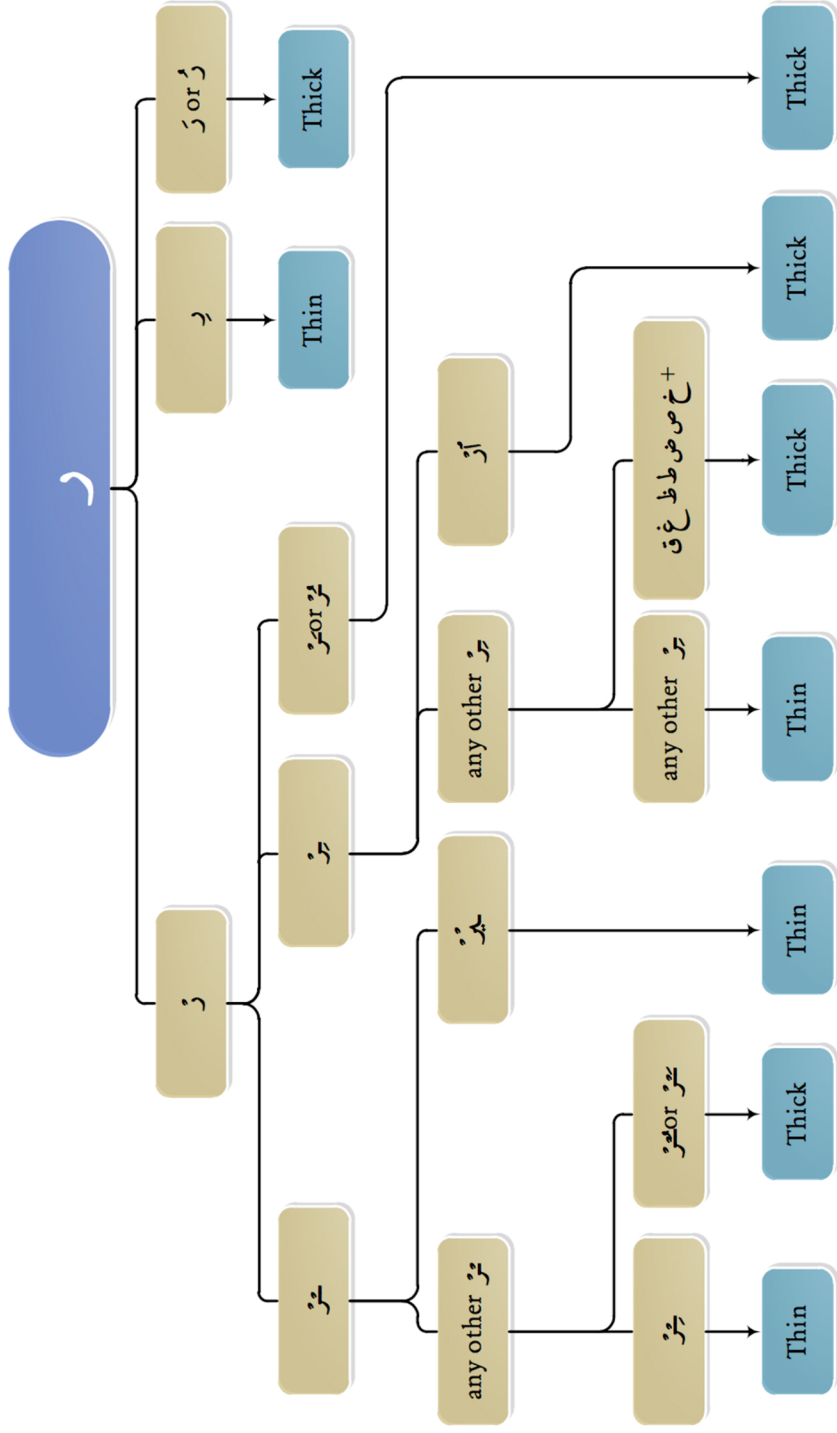 ر
رْ
رِ
رَ or رُ
ـْرْ
ـِرْ
ـَرْ or ـُرْ
Thin
Thick
any other ـْرْ
ـيْرْ
any other ـِرْ
ٱرْ
ـِـْرْ
ـُـْرْ or ـَـْرْ
any other ـِرْ
+ خ ص ض ط ظ غ ق
Thin
Thick
Thin
Thin
Thick
Thick
Thick